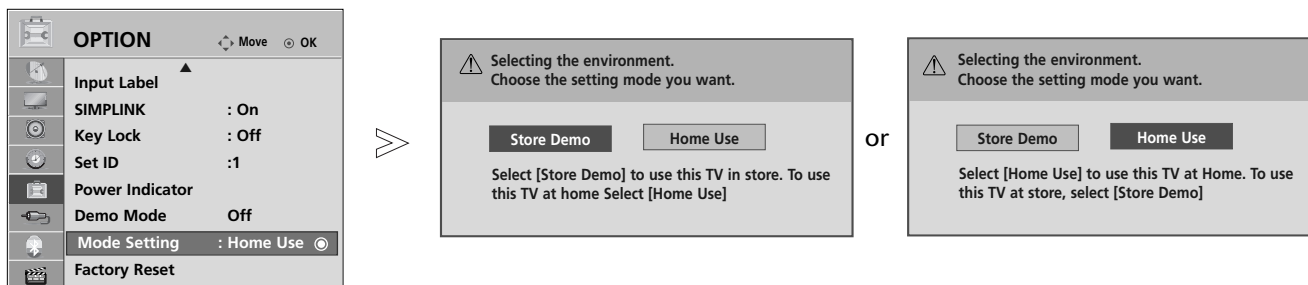 OPTION
Move
OK
Input Label
SIMPLINK : On
Key Lock : Off
Set ID :1
Power Indicator
Demo Mode Off
Mode Setting : Home Use
Factory Reset
Selecting the environment.
Choose the setting mode you want.
Store Demo
Home Use
Select [Store Demo] to use this TV in store. To use
this TV at home Select [Home Use]
or
Selecting the environment.
Choose the setting mode you want.
Store Demo
Home Use
Select [Home Use] to use this TV at Home. To use
this TV at store, select [Store Demo]